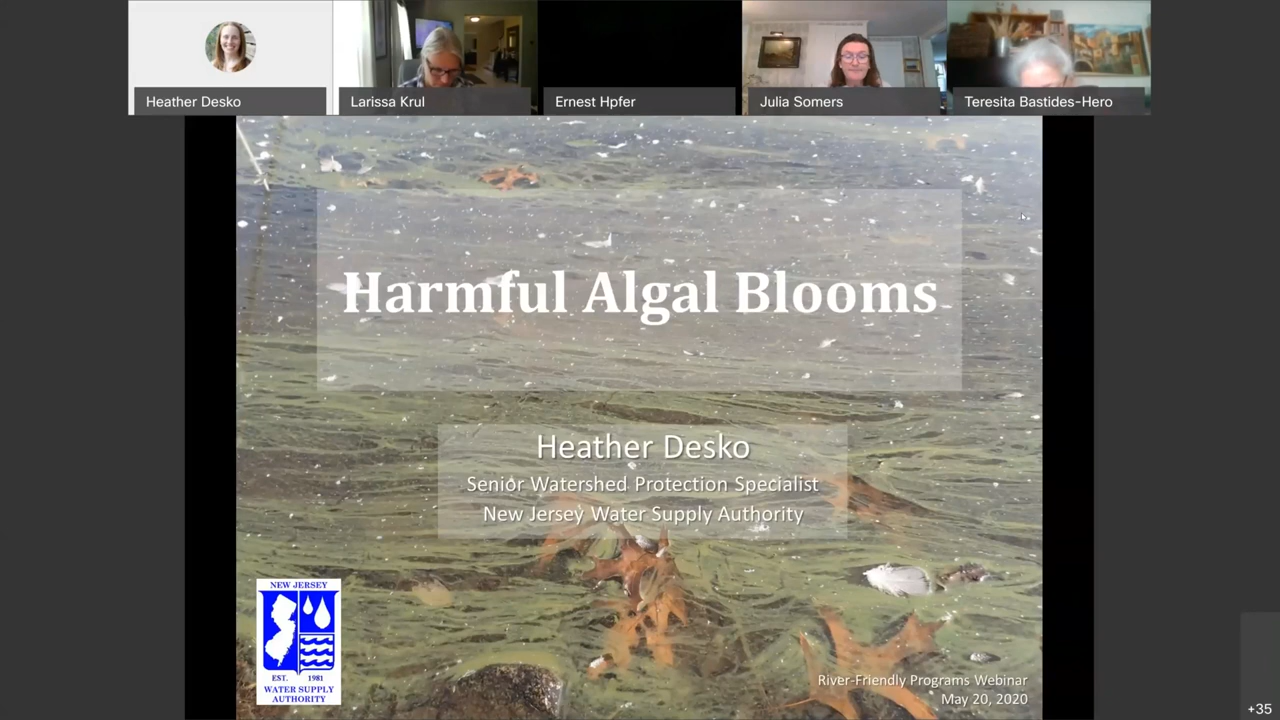 Heather Desko
Larissa Krul
Ernest Hpfer
Julia Somers
Teresita Bastides-Hero
Harmful Algal Blooms
Heather Desko
Senior Watershed Protection Specialist
New Jersey Water Supply Authority
NEW JERSEY
EST. 1981
WATER SUPPLY
AUTHORITY
River-Friendly Programs Webinar
May 20, 2020
+35